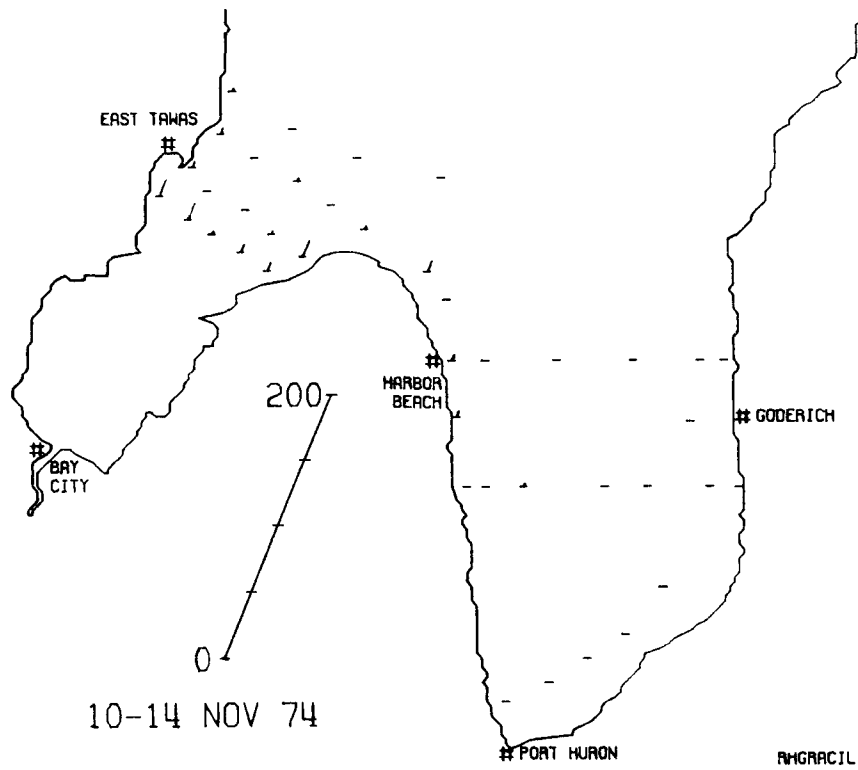 EAST TAWAS
200
HARBOR
BEACH
GODERICH
BAY
CITY
0
10-14 NOV 74
PORT HURON
RHGRACIL